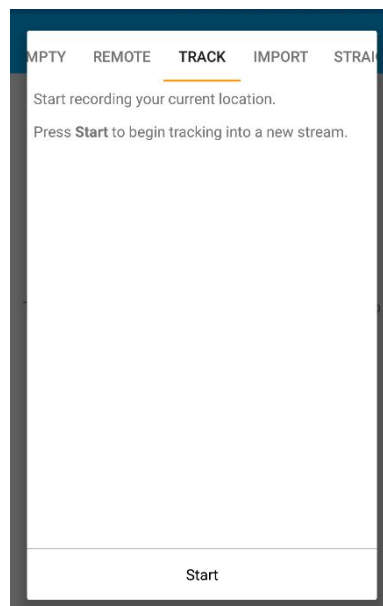 MPTY REMOTE TRACK IMPORT STRAI
Start recording your current location.
Press Start to begin tracking into a new stream.
Start